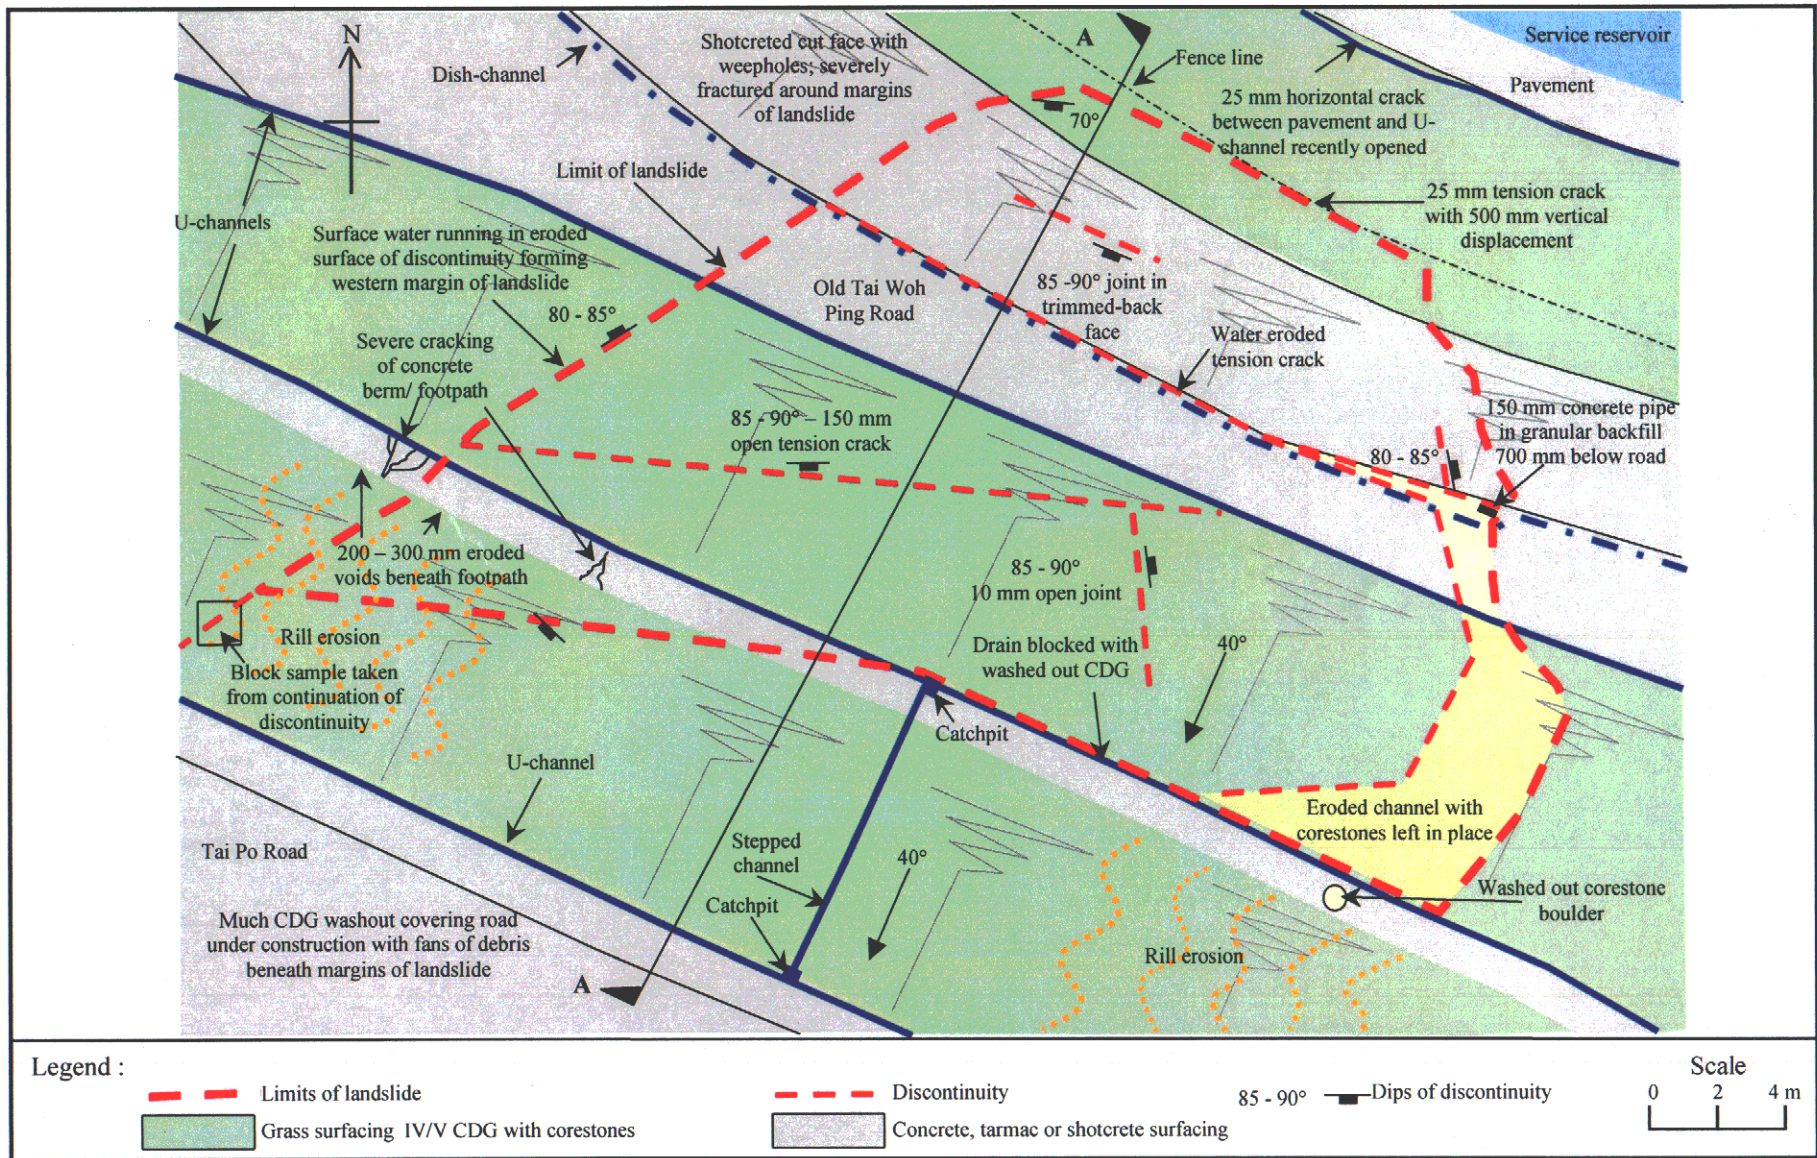 N
Dish-channel
Shotcreted cut face with
weepholes; severely
fractured around margins
of landslide
A
Fence line
Service reservoir
Pavement
25 mm horizontal crack
between pavement and U-
channel recently opened
70°
Limit of landslide
25 mm tension crack
with 500 mm vertical
displacement
U-channels
Surface water running in eroded
surface of discontinuity forming
western margin of landslide
80 - 85°
Old Tai Woh
Ping Road
85 -90° joint in
trimmed-back
face
Water eroded
tension crack
Severe cracking
of concrete
berm/ footpath
85 - 90° – 150 mm
open tension crack
150 mm concrete pipe
in granular backfill
700 mm below road
80 - 85°
200 – 300 mm eroded
voids beneath footpath
85 - 90°
10 mm open joint
Rill erosion
Block sample taken
from continuation of
discontinuity
Drain blocked with
washed out CDG
40°
Catchpit
U-channel
Eroded channel with
corestones left in place
Tai Po Road
Stepped
channel
40°
Catchpit
Washed out corestone
boulder
Much CDG washout covering road
under construction with fans of debris
beneath margins of landslide
Rill erosion
A
Legend :
Limits of landslide
Discontinuity
85 - 90°
Dips of discontinuity
Scale
0 2 4 m
Grass surfacing IV/V CDG with corestones
Concrete, tarmac or shotcrete surfacing